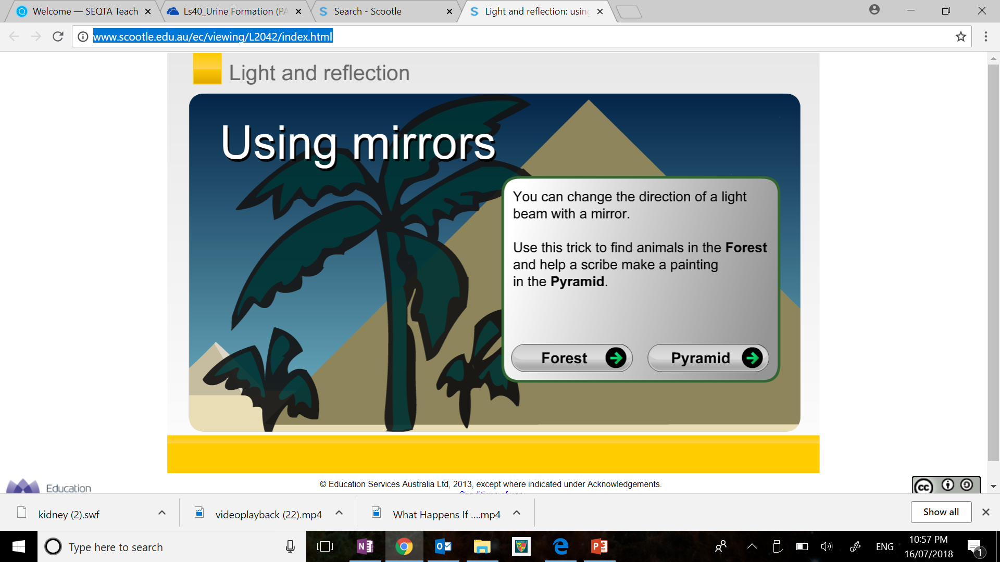 Welcome — SEQTA Teach
Ls40_Urine Formation (PA
Search - Scootle
Light and reflection: using
www.scootle.edu.au/ec/viewing/L2042/index.html
Light and reflection
Using mirrors
You can change the direction of a light
beam with a mirror.
Use this trick to find animals in the Forest
and help a scribe make a painting
in the Pyramid.
Forest
Pyramid
© Education Services Australia Ltd, 2013, except where indicated under Acknowledgements.
Conditions of use
Education
cc
kidney (2).swf
videoplayback (22).mp4
What Happens If ....mp4
Show all
Type here to search
ENG
10:57 PM
16/07/2018
1